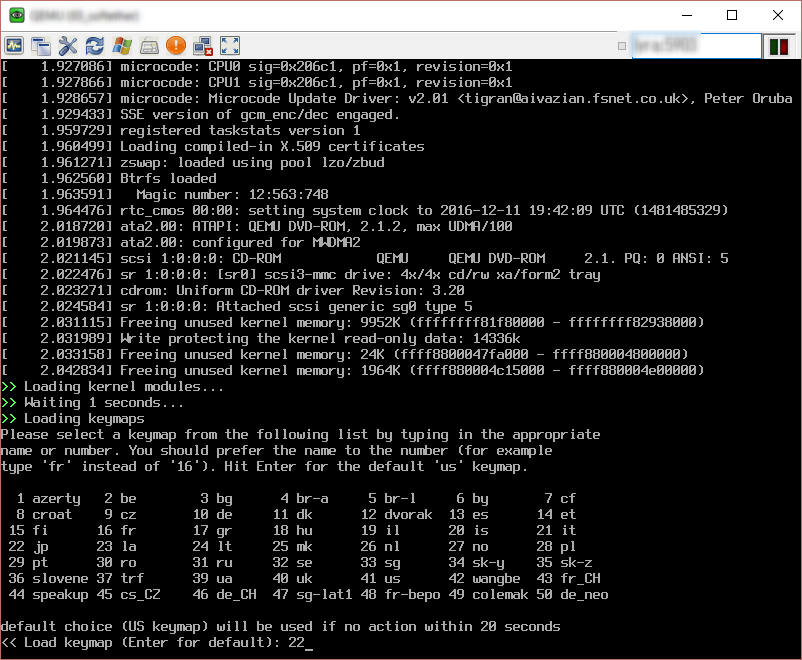 QEMU
[    1.927086] microcode: CPU0 sig=0x206c1, pf=0x1, revision=0x1
[    1.927866] microcode: CPU1 sig=0x206c1, pf=0x1, revision=0x1
[    1.928657] microcode: Microcode Update Driver: v2.01 <tigran@aivazian.fsnet.co.uk>, Peter Oruba
[    1.929433] SSE version of gcm_enc/dec engaged.
[    1.959729] registered taskstats version 1
[    1.960499] Loading compiled-in X.509 certificates
[    1.961271] zswap: loaded using pool lzo/zbud
[    1.962560] Btrfs loaded
[    1.963591]   Magic number: 12:563:748
[    1.964476] rtc_cmos 00:00: setting system clock to 2016-12-11 19:42:09 UTC (1481485329)
[    2.018720] ata2.00: ATAPI: QEMU DVD-ROM, 2.1.2, max UDMA/100
[    2.019873] ata2.00: configured for MWDMA2
[    2.021145] scsi 1:0:0:0: CD-ROM            QEMU     QEMU DVD-ROM     2.1. PQ: 0 ANSI: 5
[    2.022476] sr 1:0:0:0: [sr0] scsi3-mmc drive: 4x/4x cd/rw xa/form2 tray
[    2.023271] cdrom: Uniform CD-ROM driver Revision: 3.20
[    2.024584] sr 1:0:0:0: Attached scsi generic sg0 type 5
[    2.031115] Freeing unused kernel memory: 9952K (ffffffff81f80000 - ffffffff82938000)
[    2.031989] Write protecting the kernel read-only data: 14336k
[    2.033158] Freeing unused kernel memory: 24K (ffff8800047fa000 - ffff880004800000)
[    2.042834] Freeing unused kernel memory: 1964K (ffff880004c15000 - ffff880004e00000)
>> Loading kernel modules...
>> Waiting 1 seconds...
>> Loading keymaps
Please select a keymap from the following list by typing in the appropriate
name or number. You should prefer the name to the number (for example
type 'fr' instead of '16'). Hit Enter for the default 'us' keymap.
1 azerty   2 be       3 bg       4 br-a     5 br-l     6 by       7 cf
8 croat    9 cz      10 de      11 dk      12 dvorak  13 es      14 et
15 fi      16 fr      17 gr      18 hu      19 il      20 is      21 it
22 jp      23 la      24 lt      25 mk      26 nl      27 no      28 pl
29 pt      30 ro      31 ru      32 se      33 sg      34 sk-y    35 sk-z
36 slovene 37 trf     39 ua      40 uk      41 us      42 wangbe  43 fr_CH
44 speakup 45 cs_CZ   46 de_CH   47 sg-lat1 48 fr-bepo 49 colemak 50 de_neo
default choice (US keymap) will be used if no action within 20 seconds
<< Load keymap (Enter for default): 22_